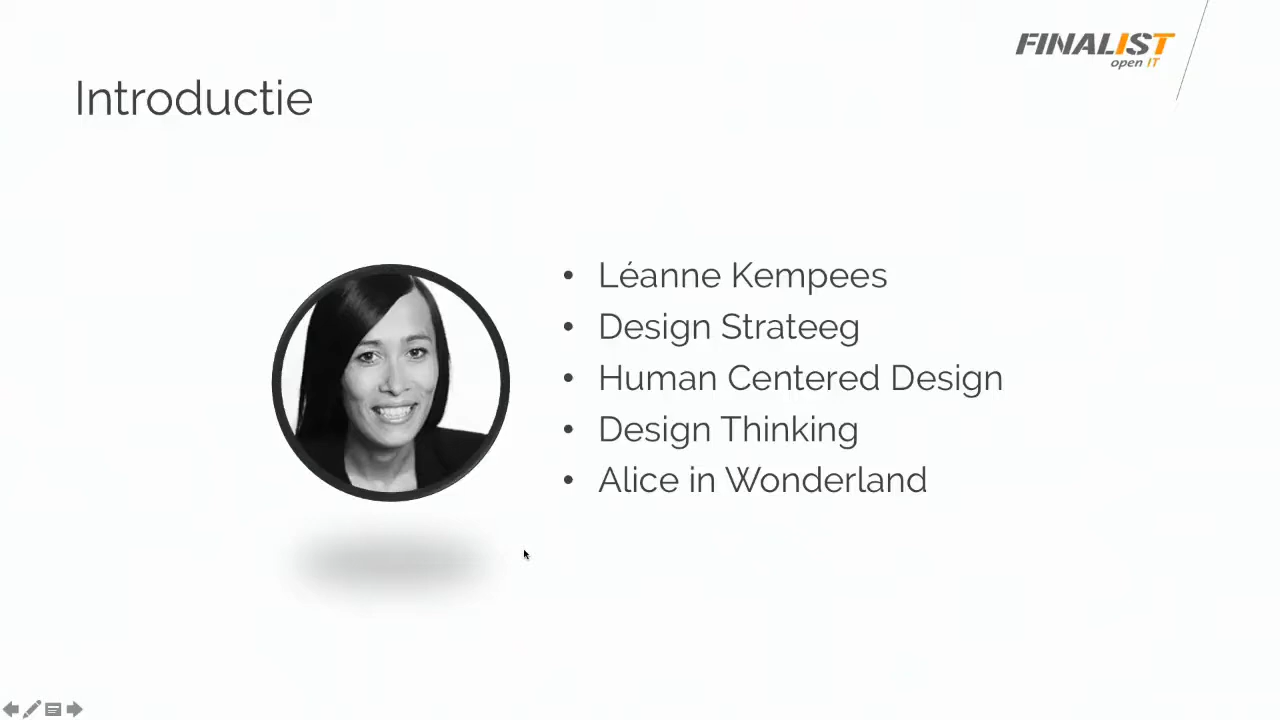 FINALIST
open IT
Introductie
• Léanne Kempees
• Design Strateeg
• Human Centered Design
• Design Thinking
• Alice in Wonderland